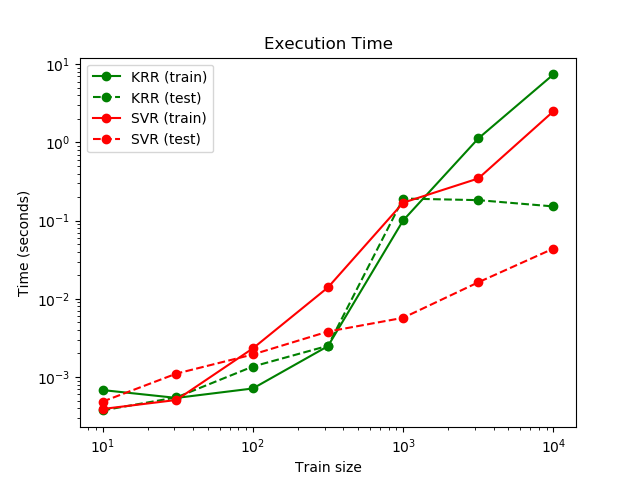 Execution Time
KRR (train)
KRR (test)
SVR (train)
SVR (test)
Time (seconds)
10¹
10⁰
10⁻¹
10⁻²
10⁻³
10¹ 10² 10³ 10⁴
Train size